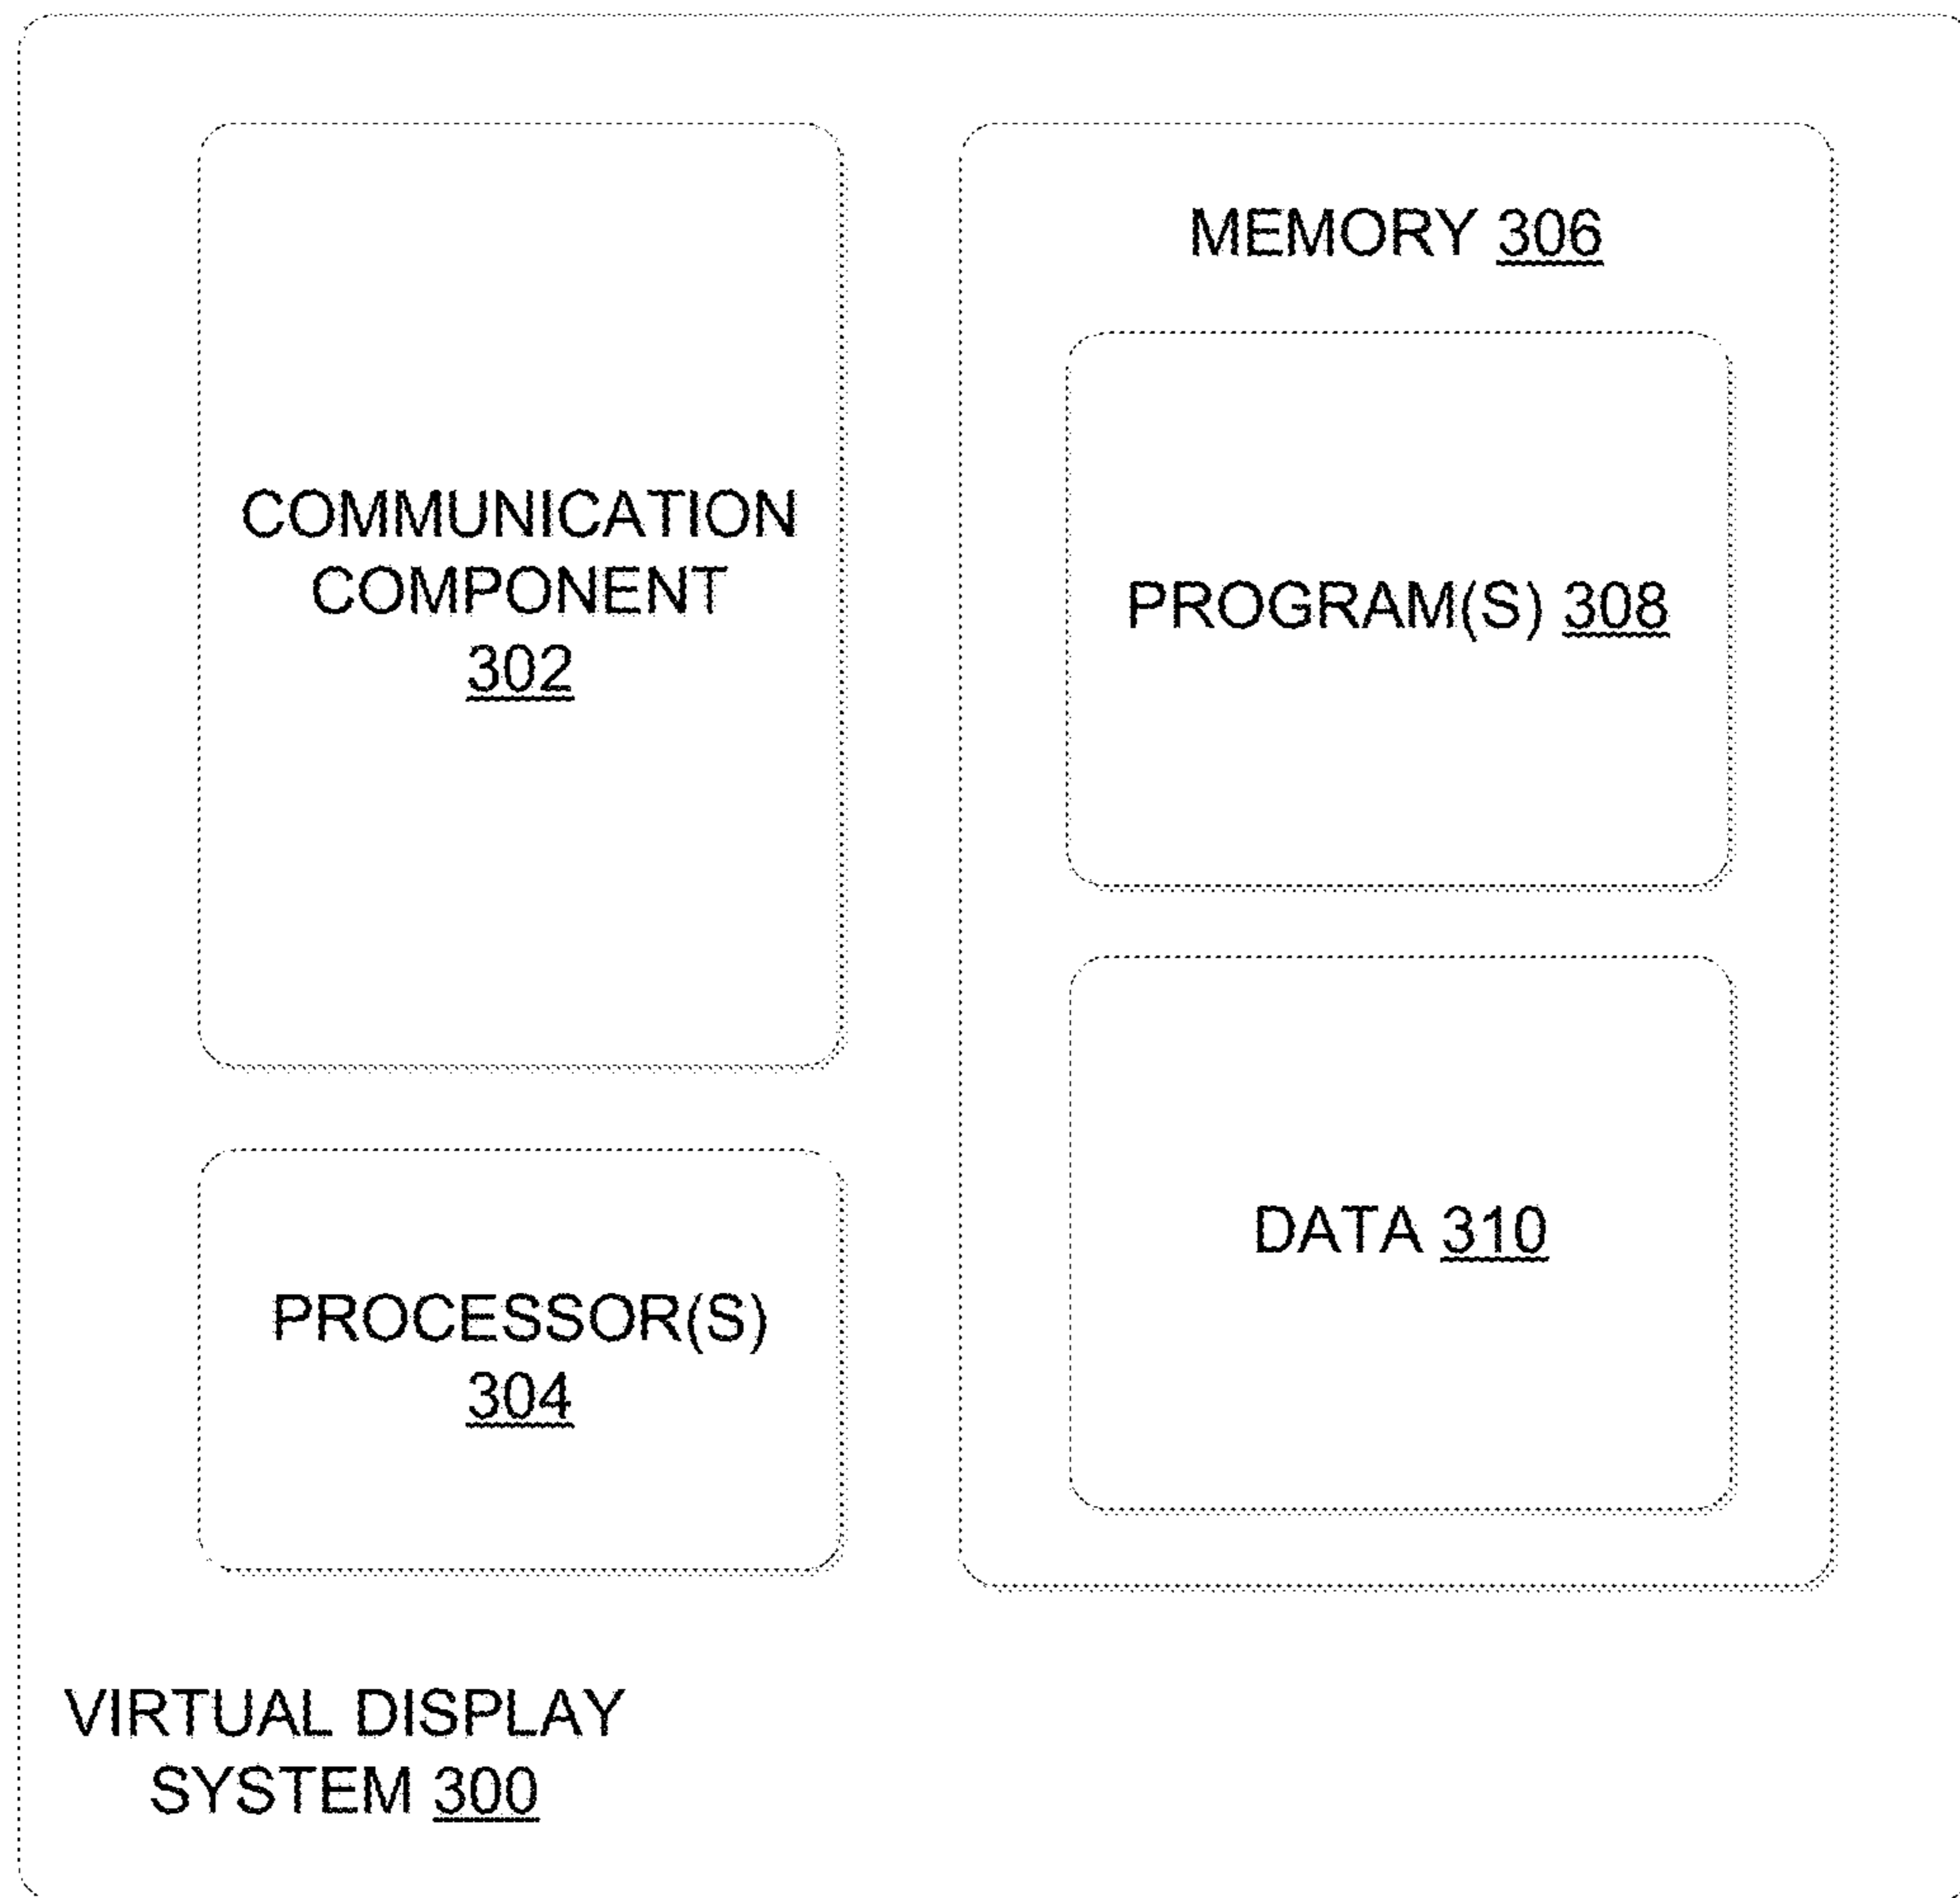 COMMUNICATION
COMPONENT
302
PROCESSOR(S)
304
MEMORY 306
PROGRAM(S) 308
DATA 310
VIRTUAL DISPLAY
SYSTEM 300